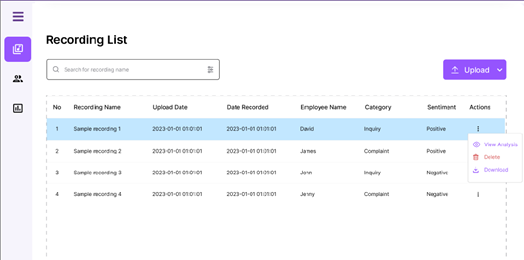 Recording List
Search for recording name
Upload
No Recording Name Upload Date Date Recorded Employee Name Category Sentiment Actions
1 Sample recording 1 2023-01-01 01:01:01 2023-01-01 01:01:01 David Inquiry Positive
View Analysis
2 Sample recording 2 2023-01-01 01:01:01 2023-01-01 01:01:01 James Complaint Positive
Delete
3 Sample recording 3 2023-01-01 01:01:01 2023-01-01 01:01:01 John Inquiry Negative
Download
4 Sample recording 4 2023-01-01 01:01:01 2023-01-01 01:01:01 Jenny Complaint Negative